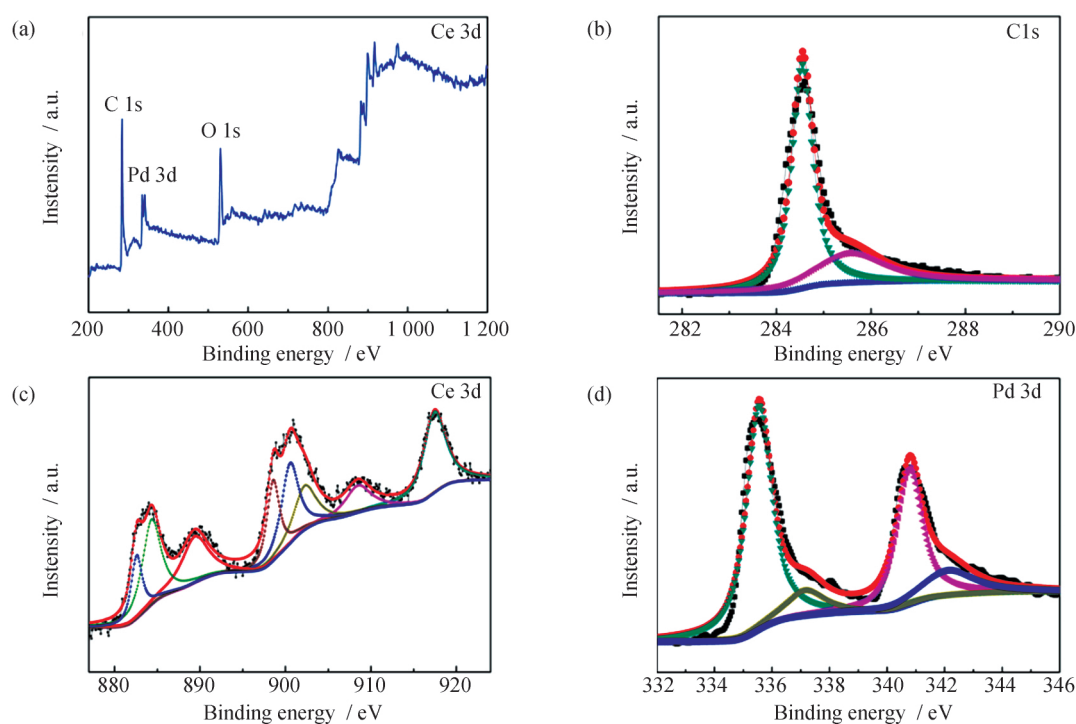 (a)
Ce 3d
C 1s
Pd 3d
O 1s
Instensity / a.u.
200 400 600 800 1 000 1 200
Binding energy / eV
(b)
C1s
Instensity / a.u.
282 284 286 288 290
Binding energy / eV
(c)
Ce 3d
Instensity / a.u.
880 890 900 910 920
Binding energy / eV
(d)
Pd 3d
Instensity / a.u.
332 334 336 338 340 342 344 346
Binding energy / eV